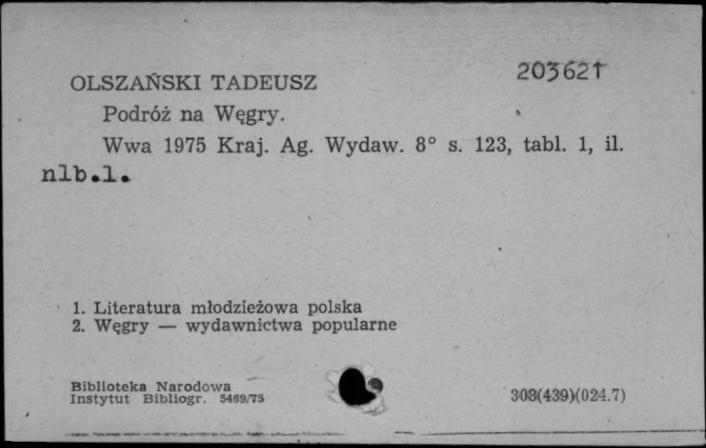 203621
OLSZAŃSKI TADEUSZ
Podróż na Węgry.
Wwa 1975 Kraj. Ag. Wydaw. 8° s. 123, tabl. 1, il.
nlb.1.
1. Literatura młodzieżowa polska
2. Węgry — wydawnictwa popularne
Biblioteka Narodowa
Instytut Bibliogr. 5469/75
308(439)(024.7)